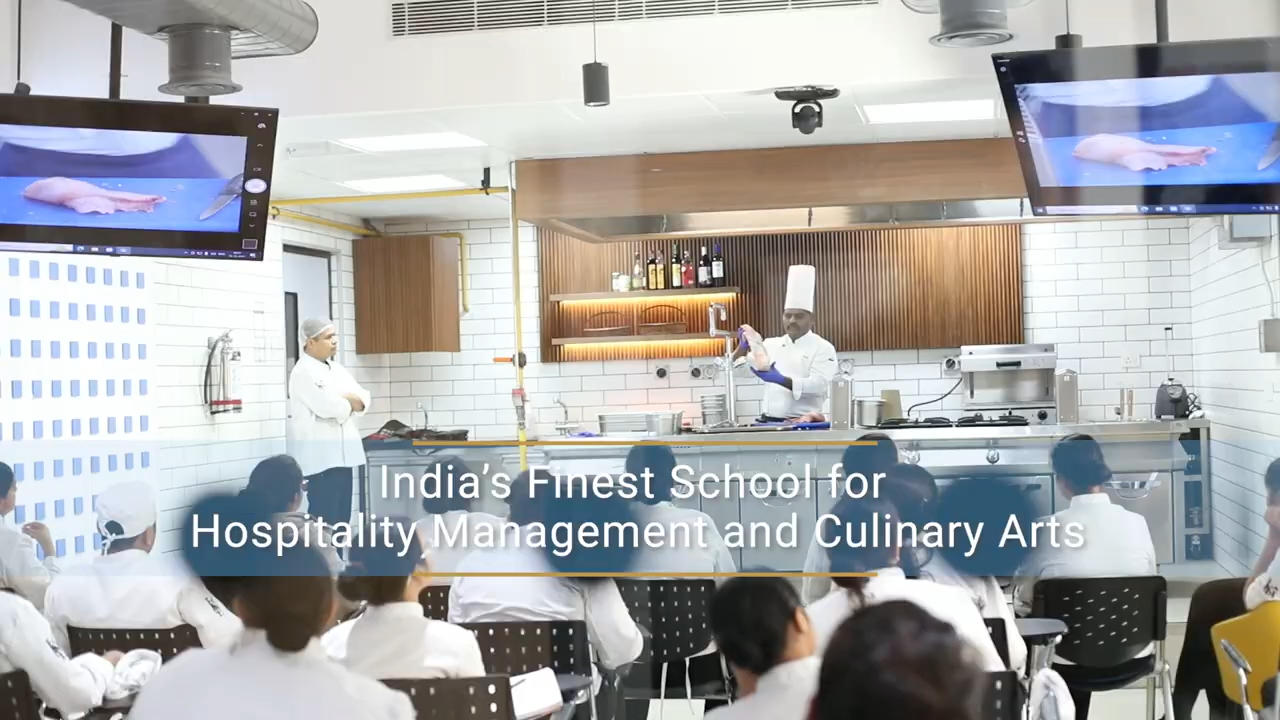 India’s Finest School for
Hospitality Management and Culinary Arts